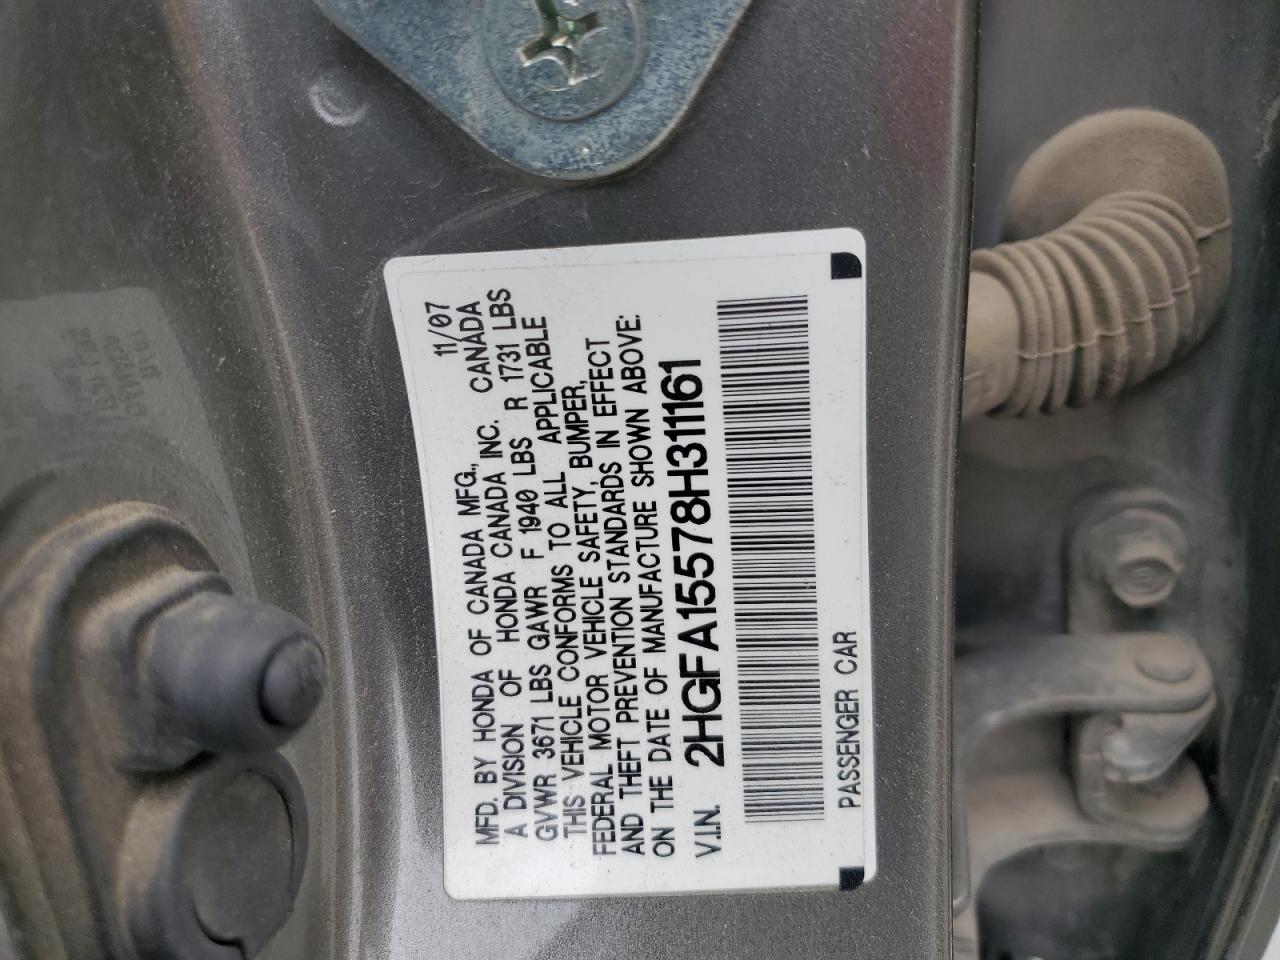 MFD. BY HONDA OF CANADA MFG., 11/07
A DIVISION OF HONDA CANADA INC. CANADA
GVWR 3671 LBS GAWR F 1940 LBS R 1731 LBS
THIS VEHICLE CONFORMS TO ALL APPLICABLE
FEDERAL MOTOR VEHICLE SAFETY, BUMPER,
AND THEFT PREVENTION STANDARDS IN EFFECT
ON THE DATE OF MANUFACTURE SHOWN ABOVE:
V.I.N. 2HGFA15578H311161
PASSENGER CAR